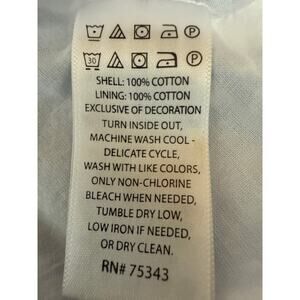 30
SHELL: 100% COTTON
LINING: 100% COTTON
EXCLUSIVE OF DECORATION
TURN INSIDE OUT,
MACHINE WASH COOL -
DELICATE CYCLE,
WASH WITH LIKE COLORS,
ONLY NON-CHLORINE
BLEACH WHEN NEEDED,
TUMBLE DRY LOW,
LOW IRON IF NEEDED,
OR DRY CLEAN.
RN# 75343